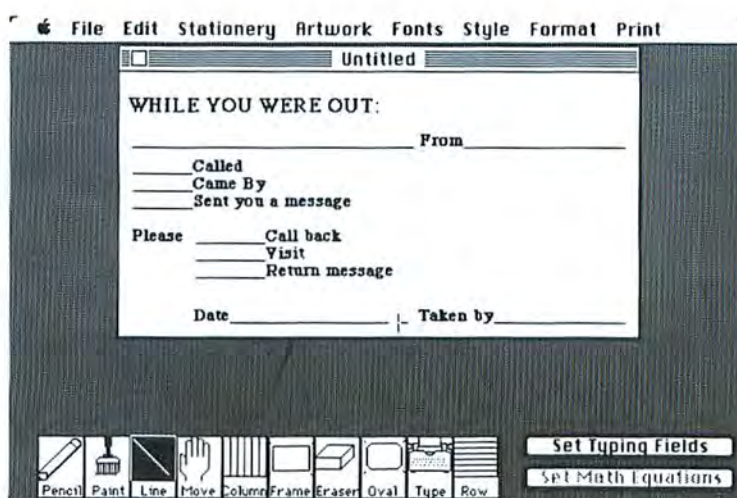 File Edit Stationery Artwork Fonts Style Format Print
Untitled
WHILE YOU WERE OUT:
From
Called
Came By
Sent you a message
Please Call back
Visit
Return message
Date Taken by
Set Typing Fields
Set Math Equations
Pencil Paint Line Move Column Frame Eraser Oval Type Row